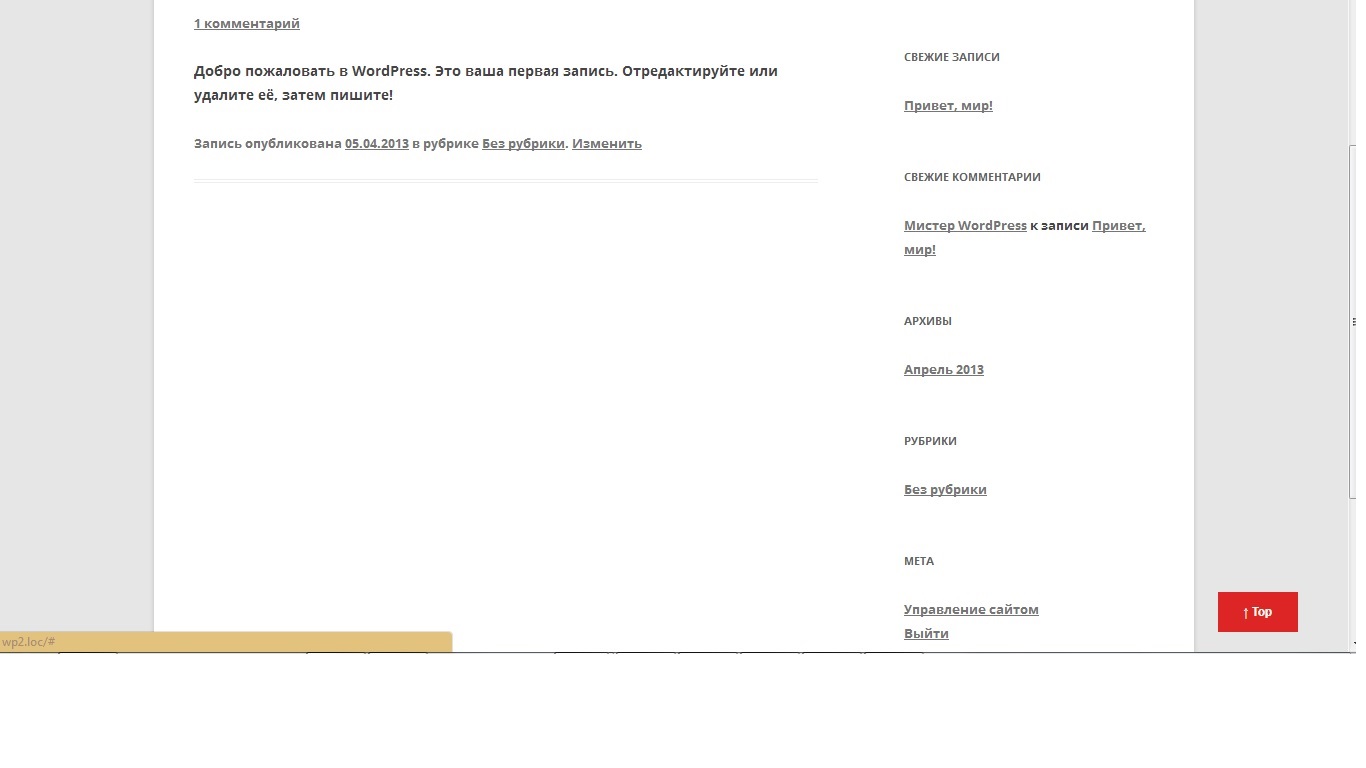 1 комментарий
Добро пожаловать в WordPress. Это ваша первая запись. Отредактируйте или
удалите её, затем пишите!
Запись опубликована 05.04.2013 в рубрике Без рубрики. Изменить
СВЕЖИЕ ЗАПИСИ
Привет, мир!
СВЕЖИЕ КОММЕНТАРИИ
Мистер WordPress к записи Привет,
мир!
АРХИВЫ
Апрель 2013
РУБРИКИ
Без рубрики
МЕТА
Управление сайтом
Выйти
↑ Top
wp2.loc/#